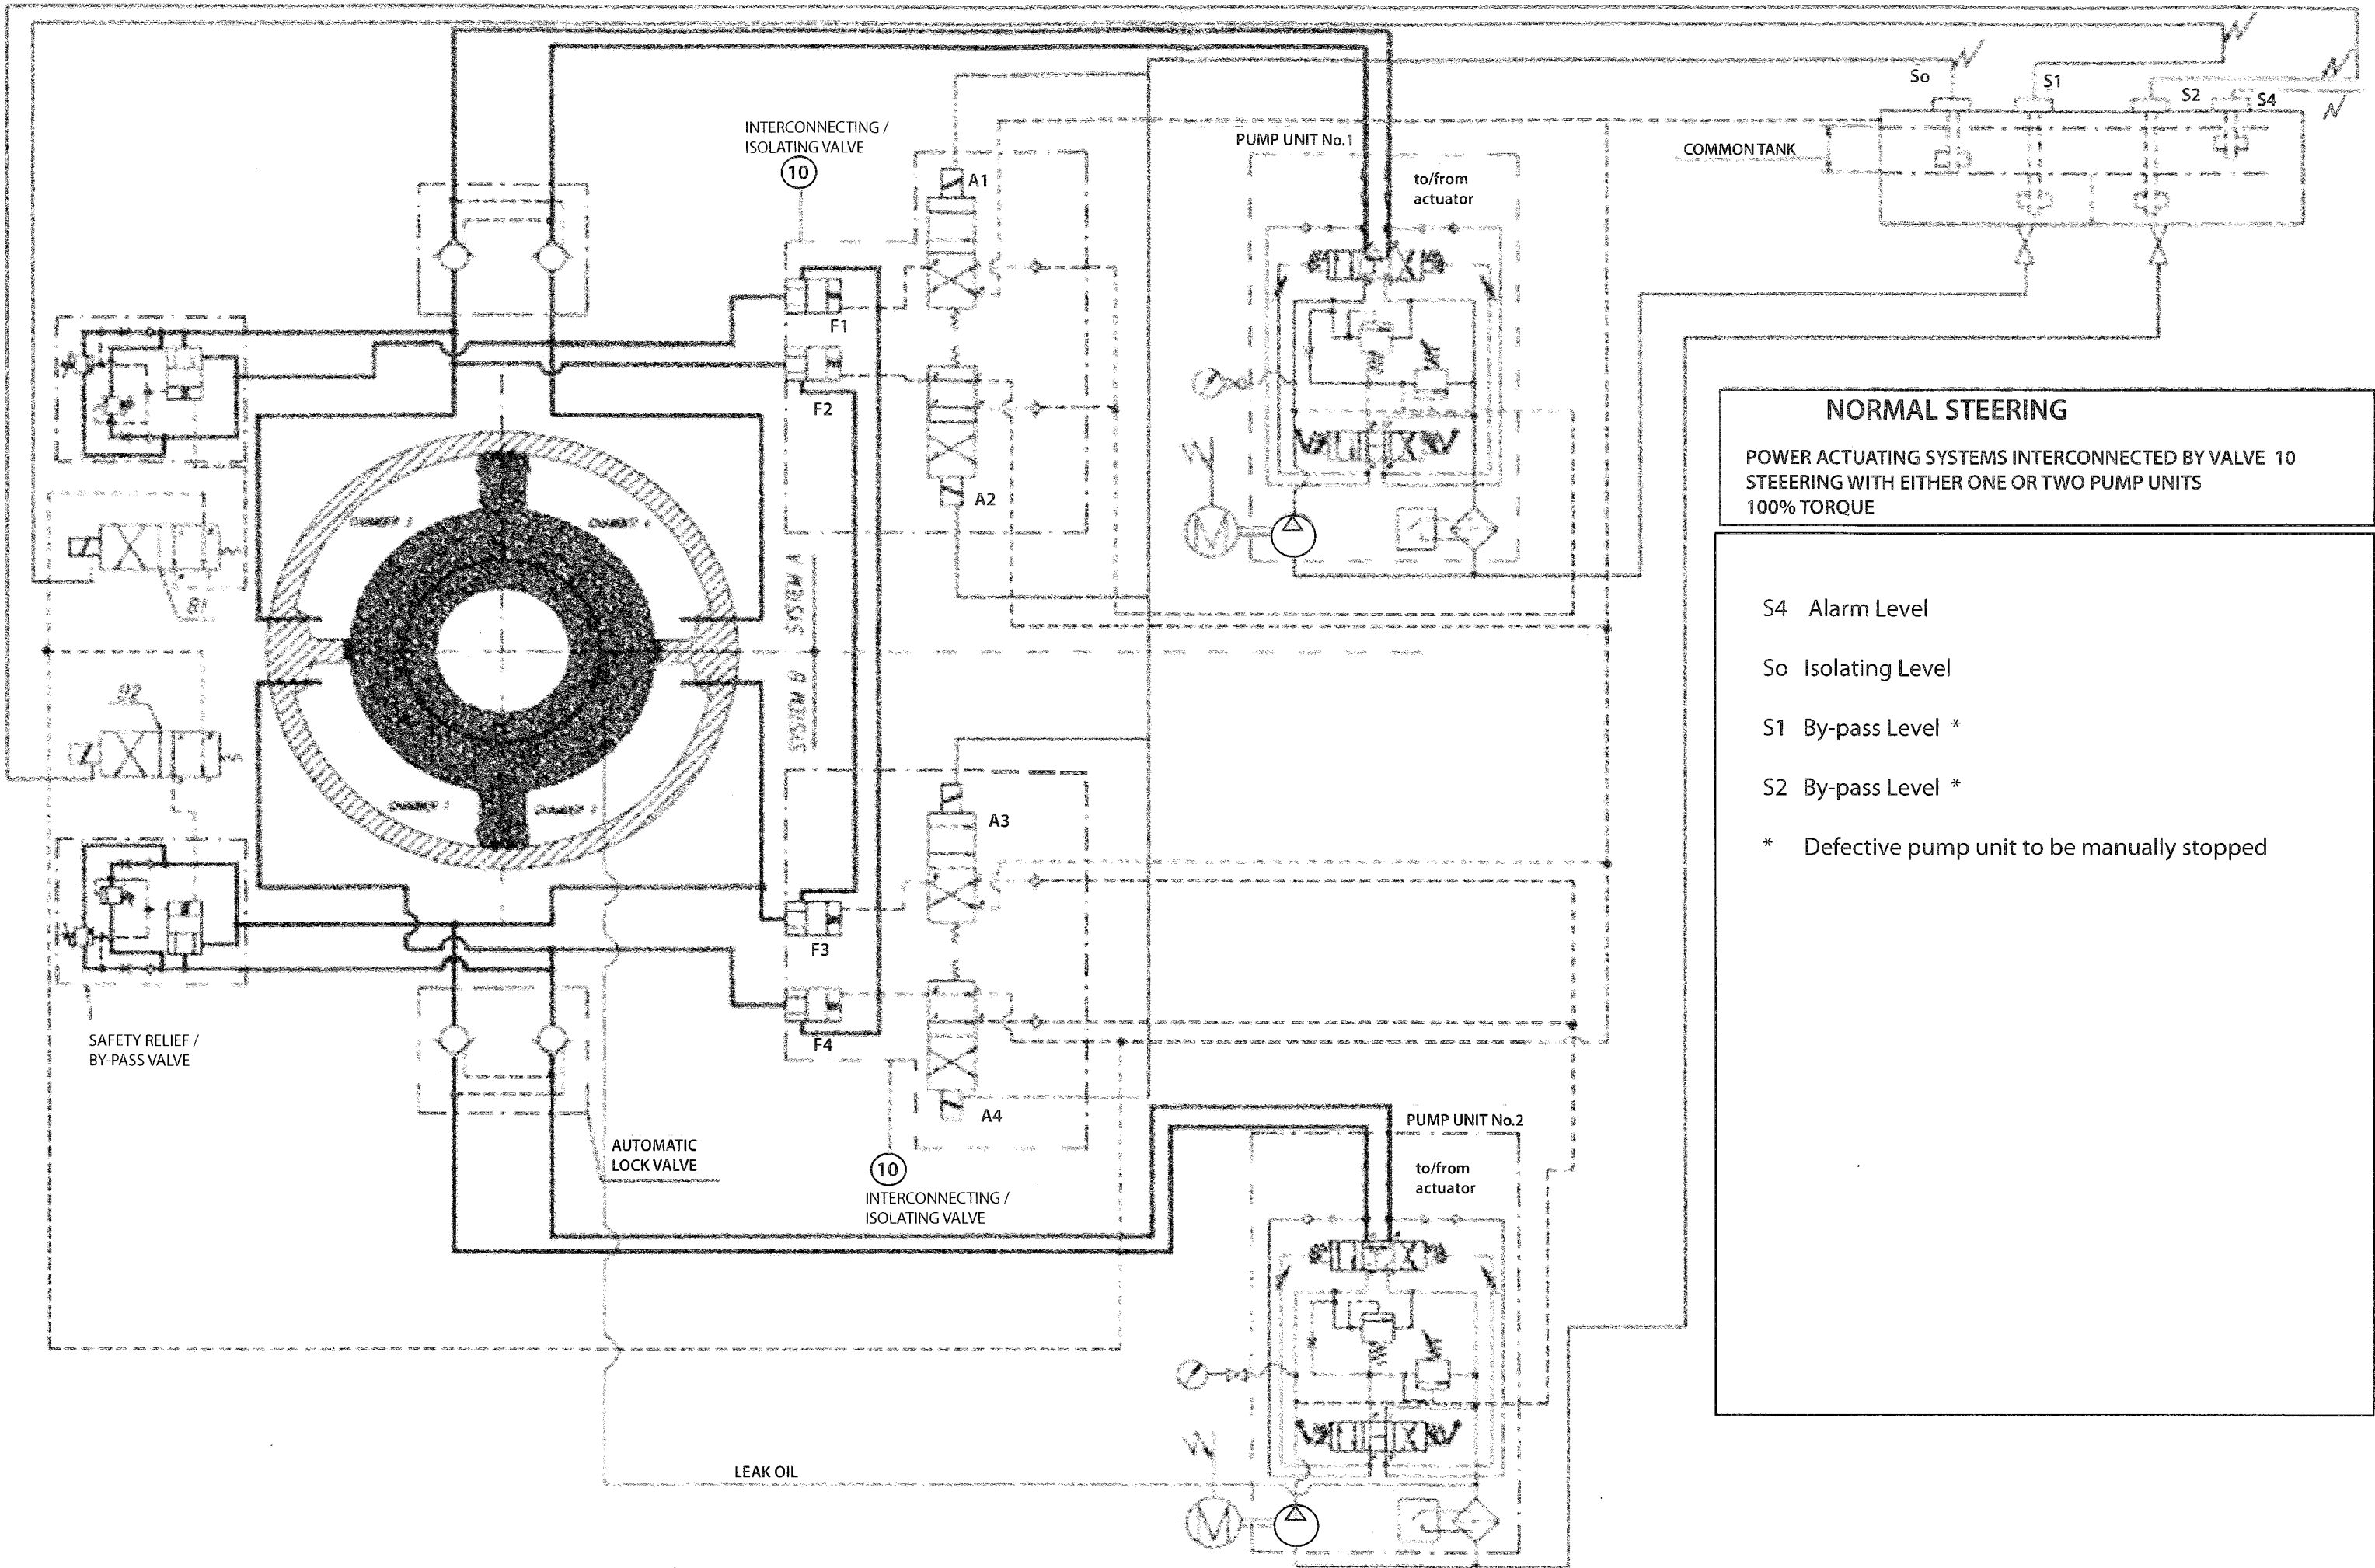 So
S1
S2
S4
INTERCONNECTING /
ISOLATING VALVE
10
PUMP UNIT No.1
COMMON TANK
A1
to/from
actuator
F1
F2
NORMAL STEERING
POWER ACTUATING SYSTEMS INTERCONNECTED BY VALVE 10
STEEERING WITH EITHER ONE OR TWO PUMP UNITS
100% TORQUE
A2
SYSTEM A
B1
S4 Alarm Level
So Isolating Level
S1 By-pass Level *
S2 By-pass Level *
* Defective pump unit to be manually stopped
B2
SYSTEM B
A3
F3
F4
SAFETY RELIEF /
BY-PASS VALVE
A4
PUMP UNIT No.2
AUTOMATIC
LOCK VALVE
10
INTERCONNECTING /
ISOLATING VALVE
to/from
actuator
LEAK OIL
M
M